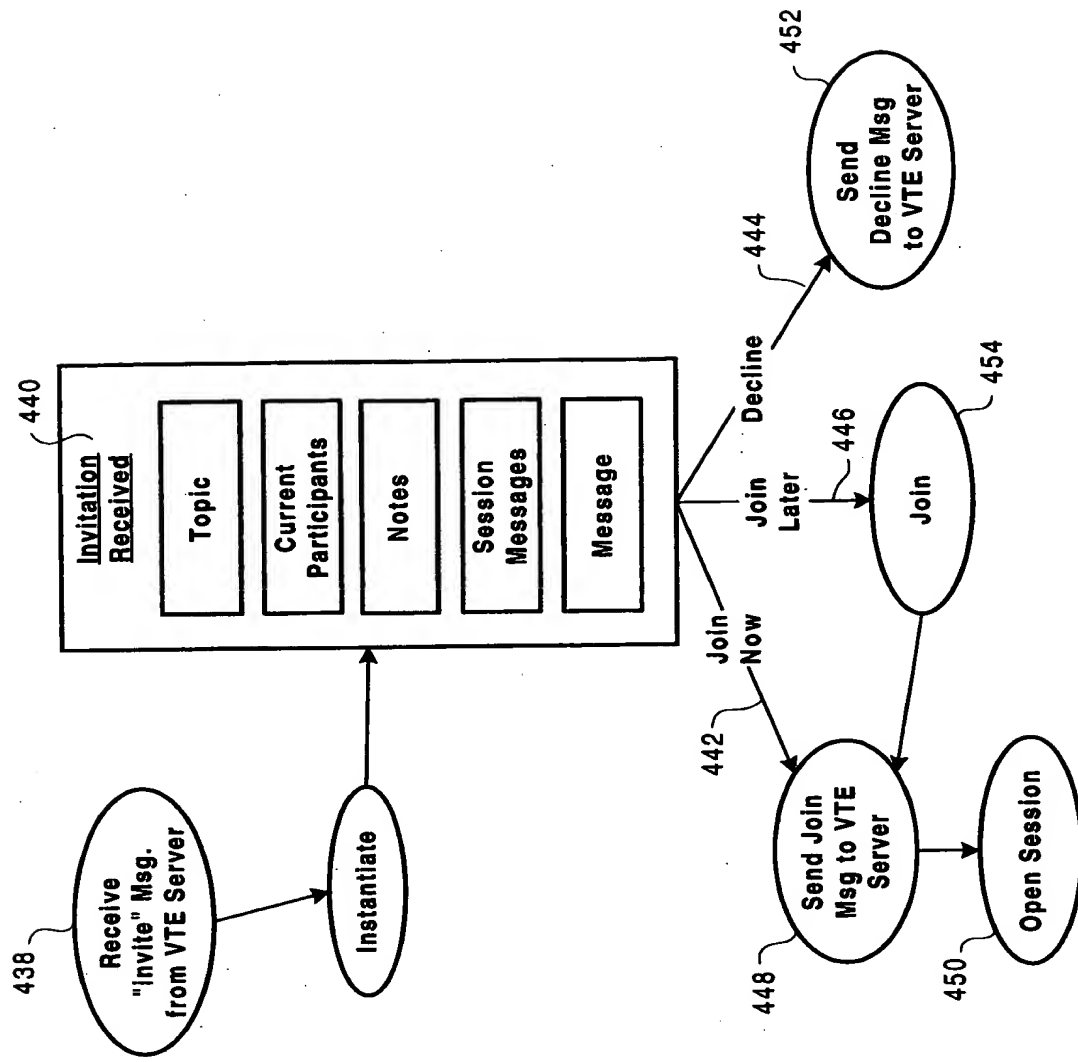 438
Receive
"Invite" Msg.
from VTE Server
Instantiate
440
Invitation
Received
Topic
Current
Participants
Notes
Session
Messages
Message
Join
Now
442
Join
Later
446
Decline
444
448
Send Join
Msg to VTE
Server
450
Open Session
Join
454
Send
Decline Msg
to VTE Server
452